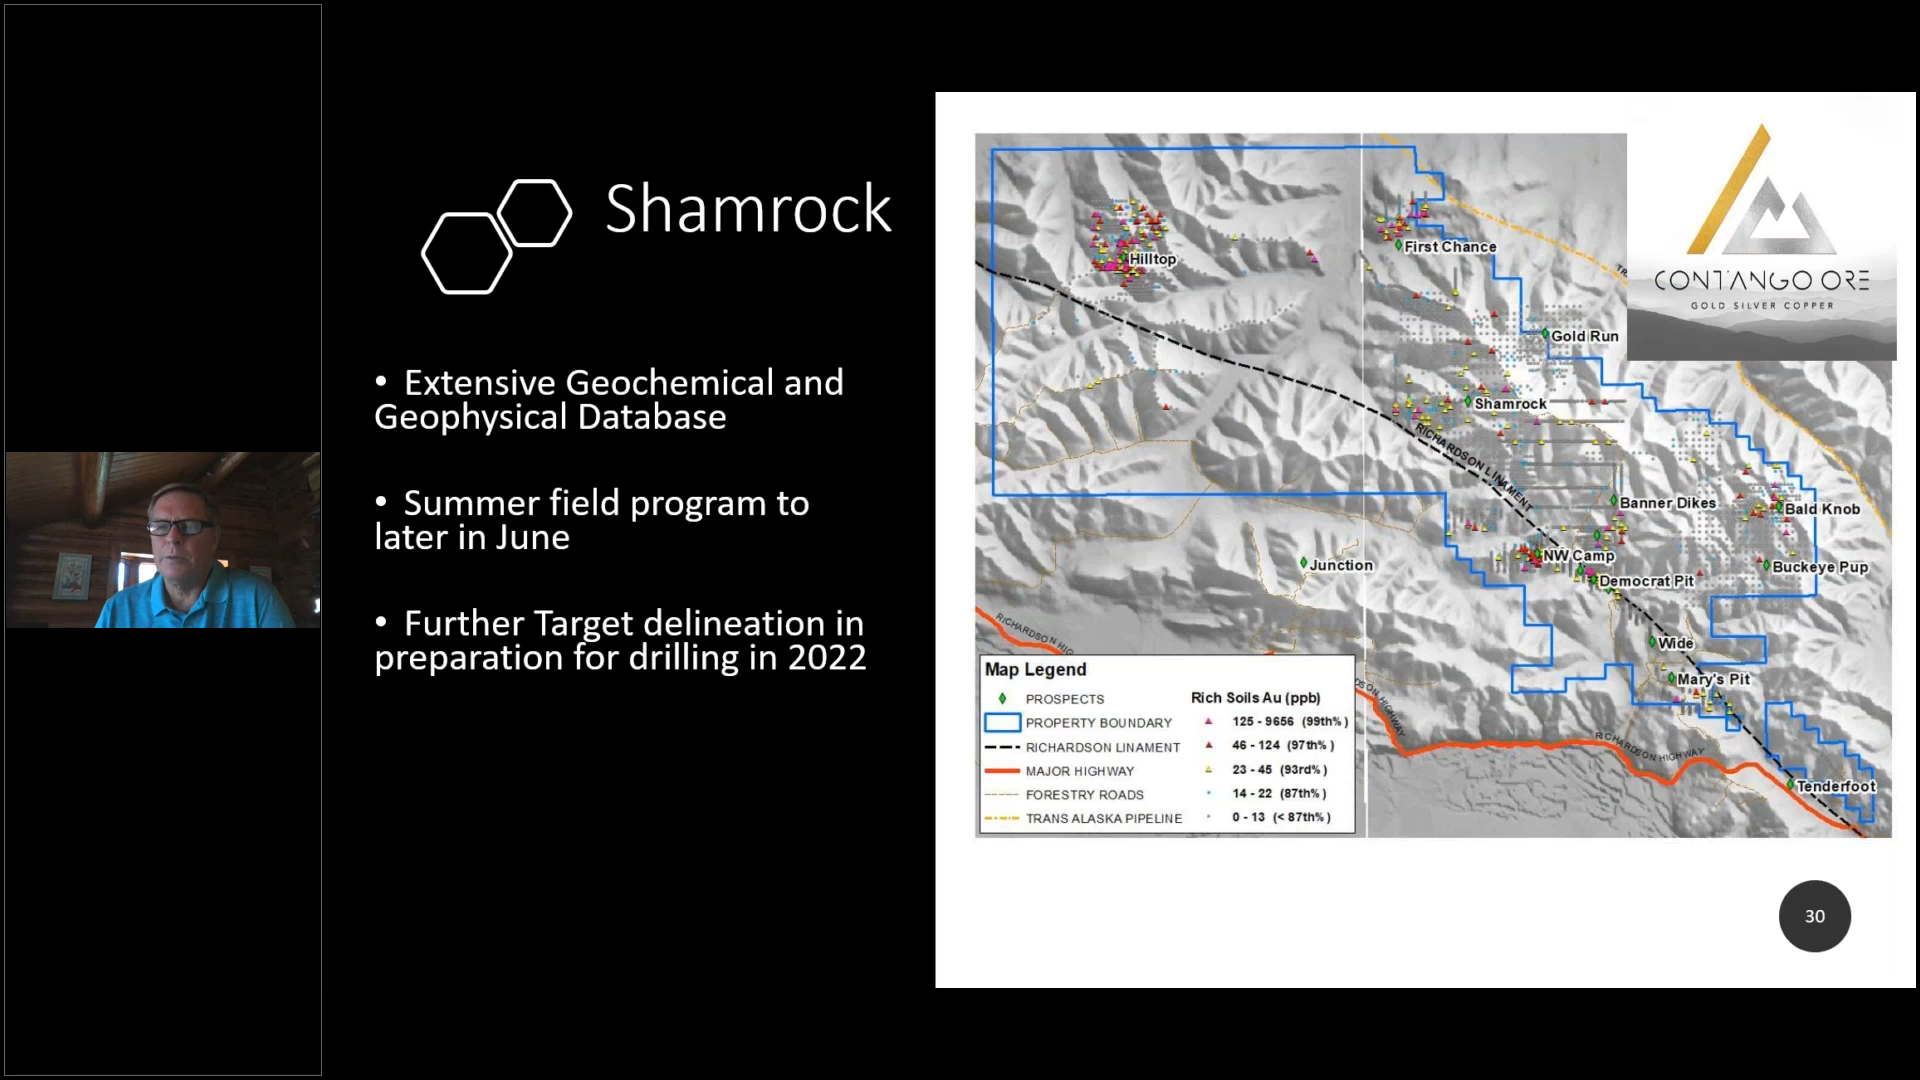 Shamrock
• Extensive Geochemical and
Geophysical Database
• Summer field program to
later in June
• Further Target delineation in
preparation for drilling in 2022
CONTANGO ORE
GOLD SILVER COPPER
First Chance
Hilltop
Gold Run
Shamrock
RICHARDSON LINAMENT
Banner Dikes
Bald Knob
NW Camp
Junction
Buckeye Pup
Democrat Pit
Wide
Mary's Pit
Tenderfoot
RICHARDSON HIG
DSON HIGHWAY
RICHARDSON HIGHWAY
Map Legend
PROSPECTS
PROPERTY BOUNDARY
RICHARDSON LINAMENT
MAJOR HIGHWAY
FORESTRY ROADS
TRANS ALASKA PIPELINE
Rich Soils Au (ppb)
125 - 9656 (99th%)
46 - 124 (97th%)
23 - 45 (93rd%)
14 - 22 (87th%)
0 - 13 (< 87th%)
30